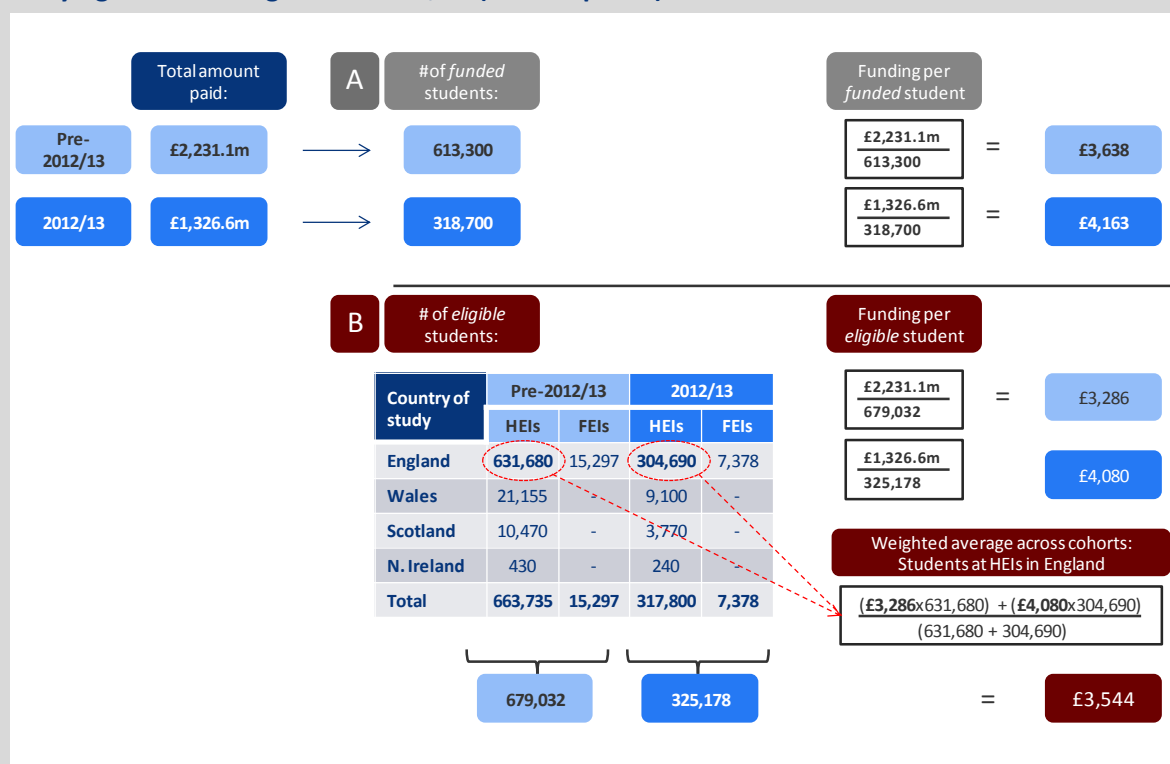 Total amount
paid:
A
# of funded
students:
Funding per
funded student
Pre-
2012/13
£2,231.1m
613,300
£2,231.1m
613,300
=
£3,638
2012/13
£1,326.6m
318,700
£1,326.6m
318,700
=
£4,163
B
# of eligible
students:
Funding per
eligible student
Country of
study
Pre-2012/13
2012/13
HEIs
FEIs
HEIs
FEIs
England 631,680 15,297 304,690 7,378
Wales 21,155 - 9,100 -
Scotland 10,470 - 3,770 -
N. Ireland 430 - 240 -
Total 663,735 15,297 317,800 7,378
679,032
325,178
£2,231.1m
679,032
=
£3,286
£1,326.6m
325,178
£4,080
Weighted average across cohorts:
Students at HEIs in England
(£3,286x631,680) + (£4,080x304,690)
(631,680 + 304,690)
=
£3,544